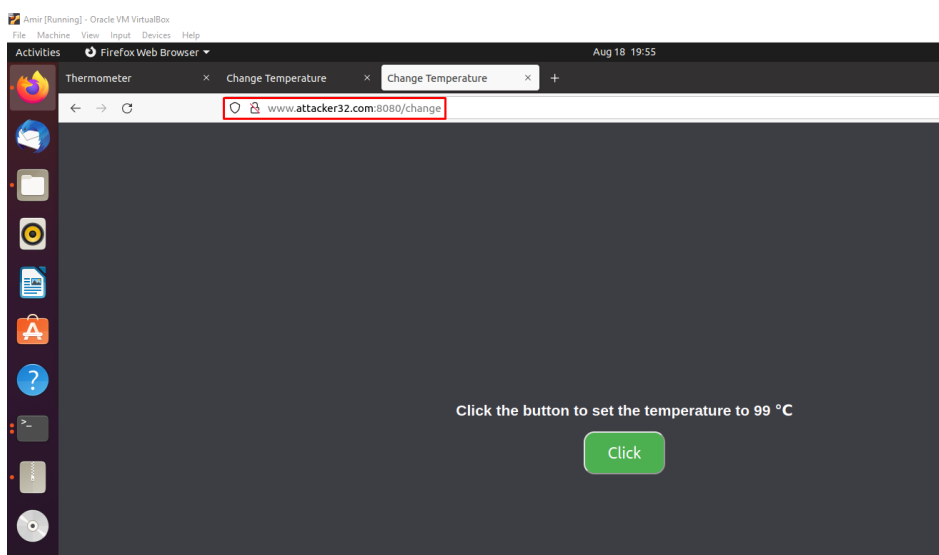 Amir [Running] - Oracle VM VirtualBox
File Machine View Input Devices Help
Activities Firefox Web Browser Aug 18 19:55
Thermometer × Change Temperature × Change Temperature × +
www.attacker32.com:8080/change
Click the button to set the temperature to 99 °C
Click